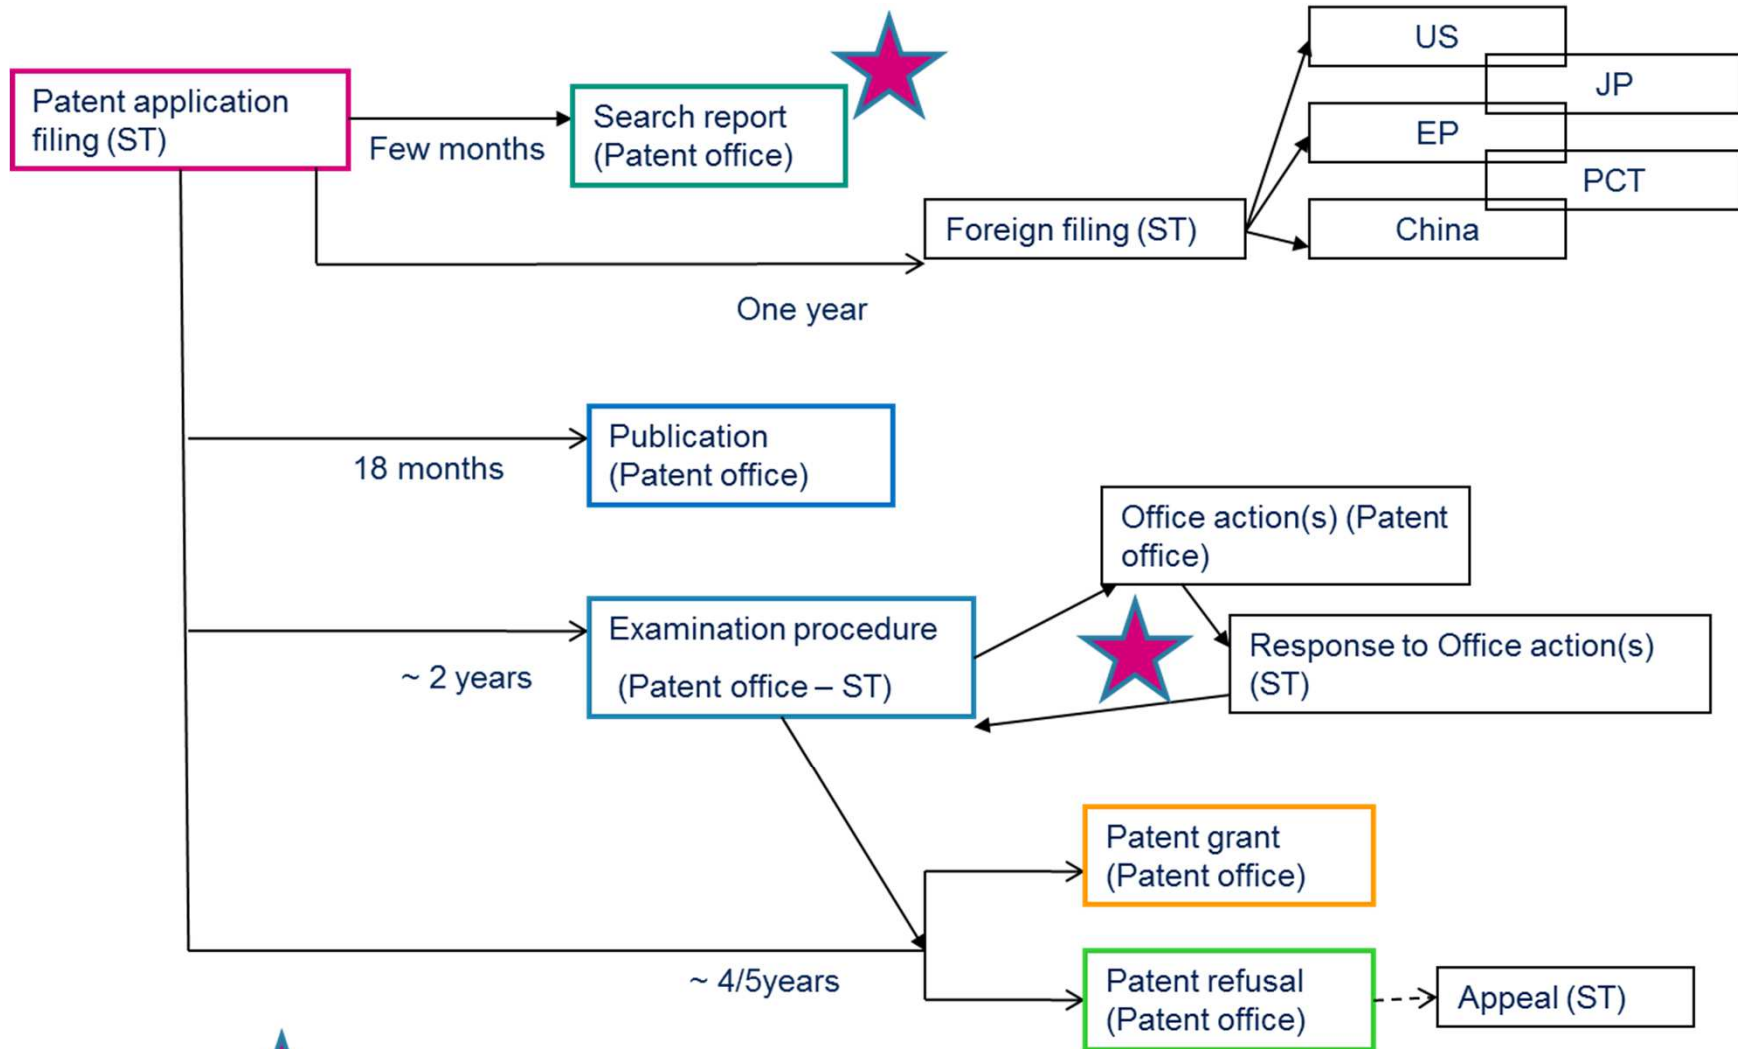 Patent application
filing (ST)
Few months
Search report
(Patent office)
US
JP
EP
PCT
China
Foreign filing (ST)
One year
Publication
(Patent office)
18 months
Office action(s) (Patent
office)
Examination procedure
(Patent office – ST)
~ 2 years
Response to Office action(s)
(ST)
Patent grant
(Patent office)
~ 4/5years
Patent refusal
(Patent office)
Appeal (ST)